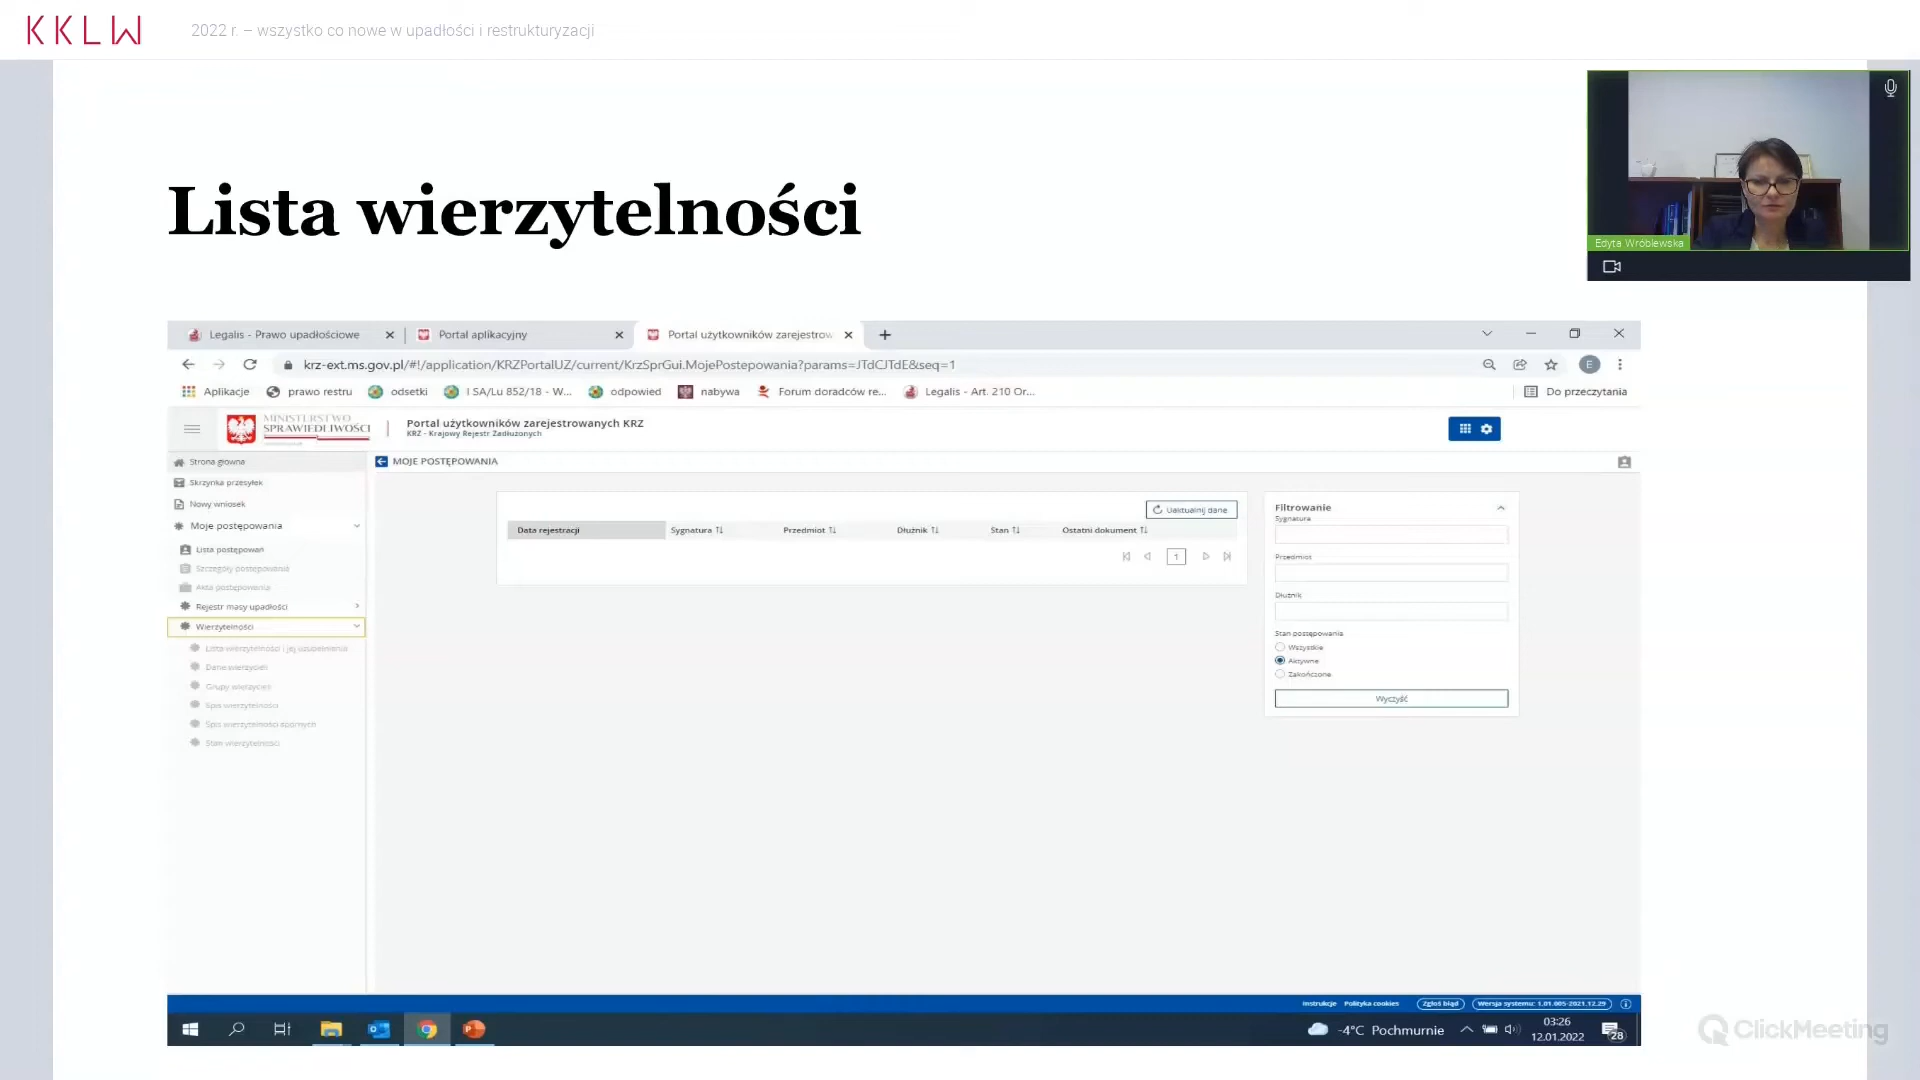 KKLW
2022 r. – wszystko co nowe w upadłości i restrukturyzacji
Edyta Wróblewska
Lista wierzytelności
Legalis - Prawo upadłościowe
Portal aplikacyjny
Portal użytkowników zarejestrow
krz-ext.ms.gov.pl/#!/application/KRZPortalUZ/current/KrzSprGui.MojePostepowania?params=JTdCJTdE&seq=1
E
Aplikacje
prawo restru
odsetki
I SA/Lu 852/18 - W...
odpowied
nabywa
Forum doradców re...
Legalis - Art. 210 Or...
Do przeczytania
MINISTERSTWO
SPRAWIEDLIWOŚCI
Portal użytkowników zarejestrowanych KRZ
KRZ - Krajowy Rejestr Zadłużonych
Strona główna
Skrzynka przesyłek
Nowy wniosek
Moje postępowania
Lista postępowań
Szczegóły postępowania
Akta postępowania
Rejestr masy upadłości
Wierzytelności
Lista wierzytelności i jej uzupełnienia
Dane wierzycieli
Grupy wierzycieli
Spis wierzytelności
Spis wierzytelności spornych
Stan wierzytelności
MOJE POSTĘPOWANIA
Uaktualnij dane
Data rejestracji
Sygnatura
Przedmiot
Dłużnik
Stan
Ostatni dokument
1
Filtrowanie
Sygnatura
Przedmiot
Dłużnik
Stan postępowania
Wszystkie
Aktywne
Zakończone
Wyczyść
Instrukcje
Polityka cookies
Zgłoś błąd
Wersja systemu: 1.01.005-2021.12.29
-4°C Pochmurnie
03:26
12.01.2022
28
ClickMeeting